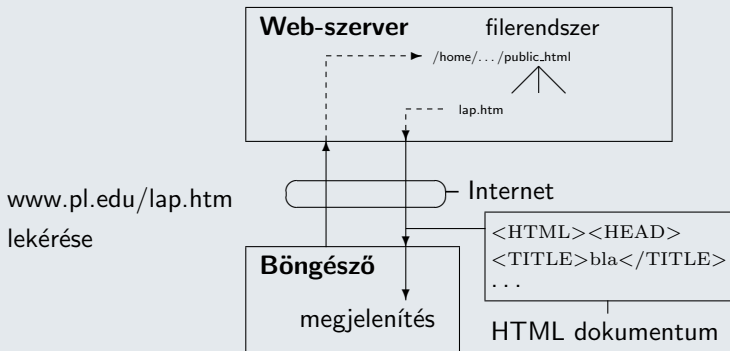 Web-szerver
filerendszer
/home/. . . /public_html
lap.htm
www.pl.edu/lap.htm
lekérése
Internet
<HTML><HEAD>
<TITLE>bla</TITLE>
. . .
Böngésző
megjelenítés
HTML dokumentum